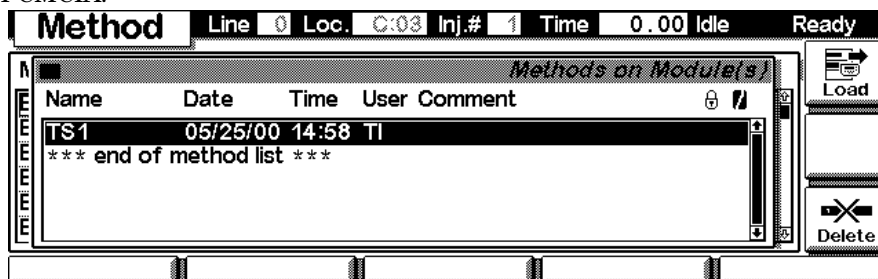 PCMCIA.
Method Line 0 Loc. C:03 Inj.# 1 Time 0.00 Idle Ready
Methods on Module(s)
Load
Name Date Time User Comment
TS1 05/25/00 14:58 TI
*** end of method list ***
Delete